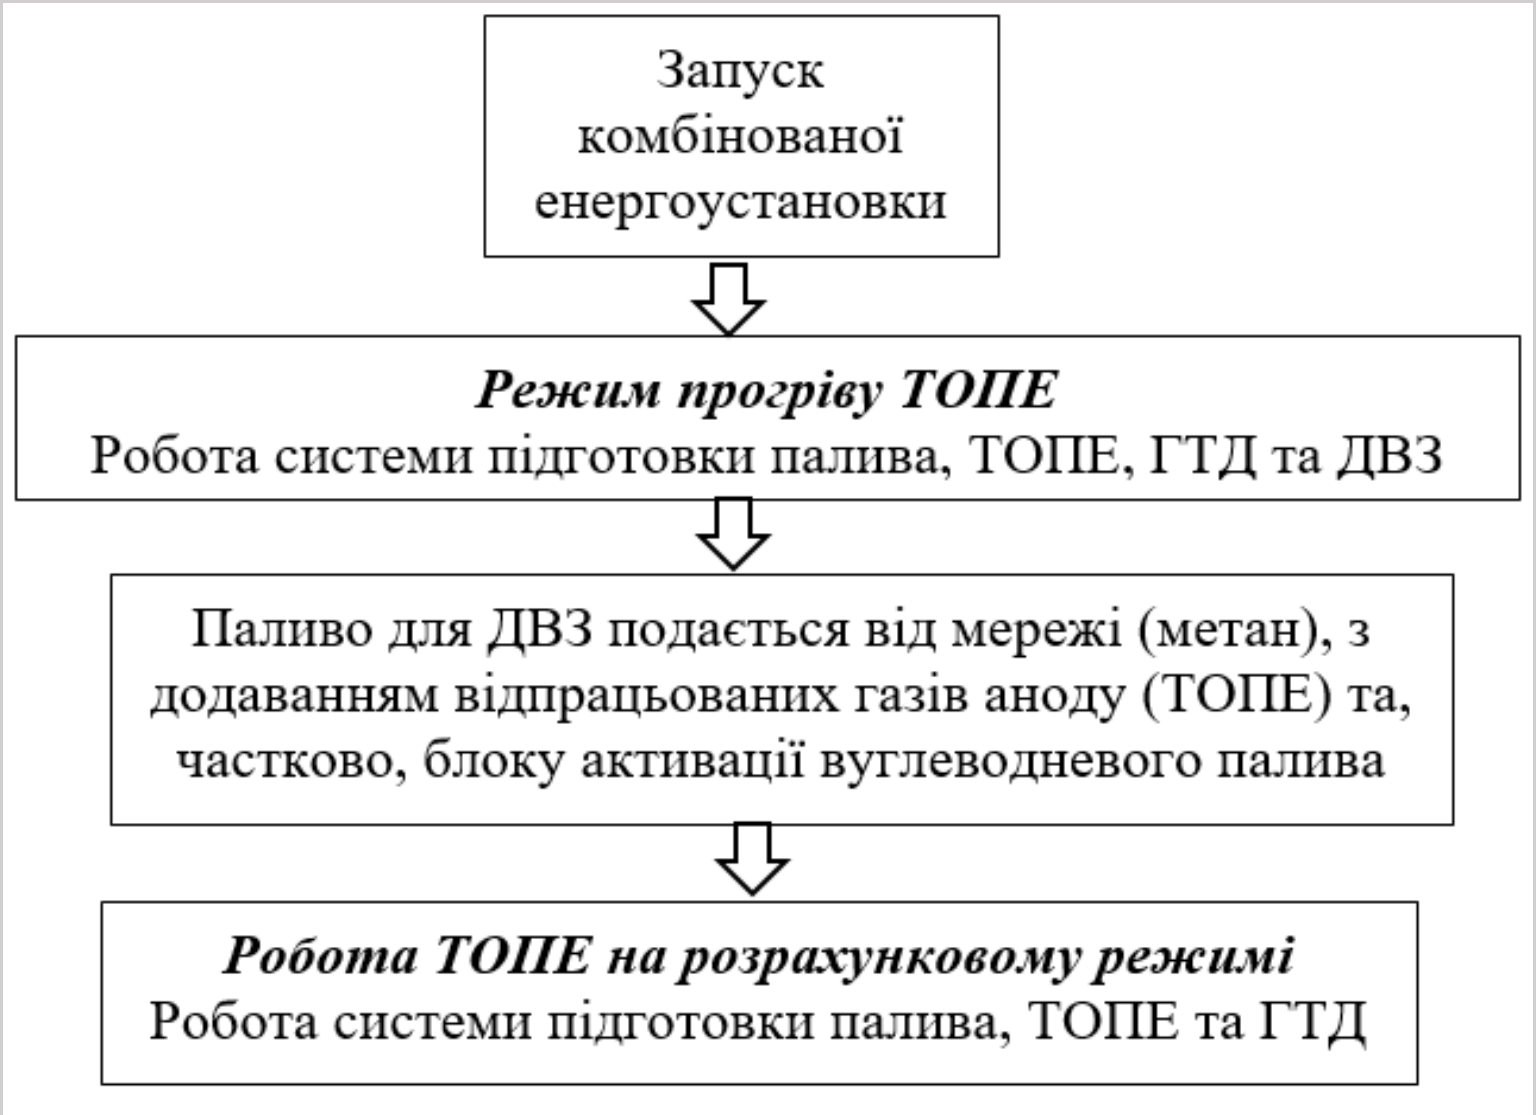 Запуск
комбінованої
енергоустановки
Режим прогріву ТОПЕ
Робота системи підготовки палива, ТОПЕ, ГТД та ДВЗ
Паливо для ДВЗ подається від мережі (метан), з
додаванням відпрацьованих газів аноду (ТОПЕ) та,
частково, блоку активації вуглеводневого палива
Робота ТОПЕ на розрахунковому режимі
Робота системи підготовки палива, ТОПЕ та ГТД